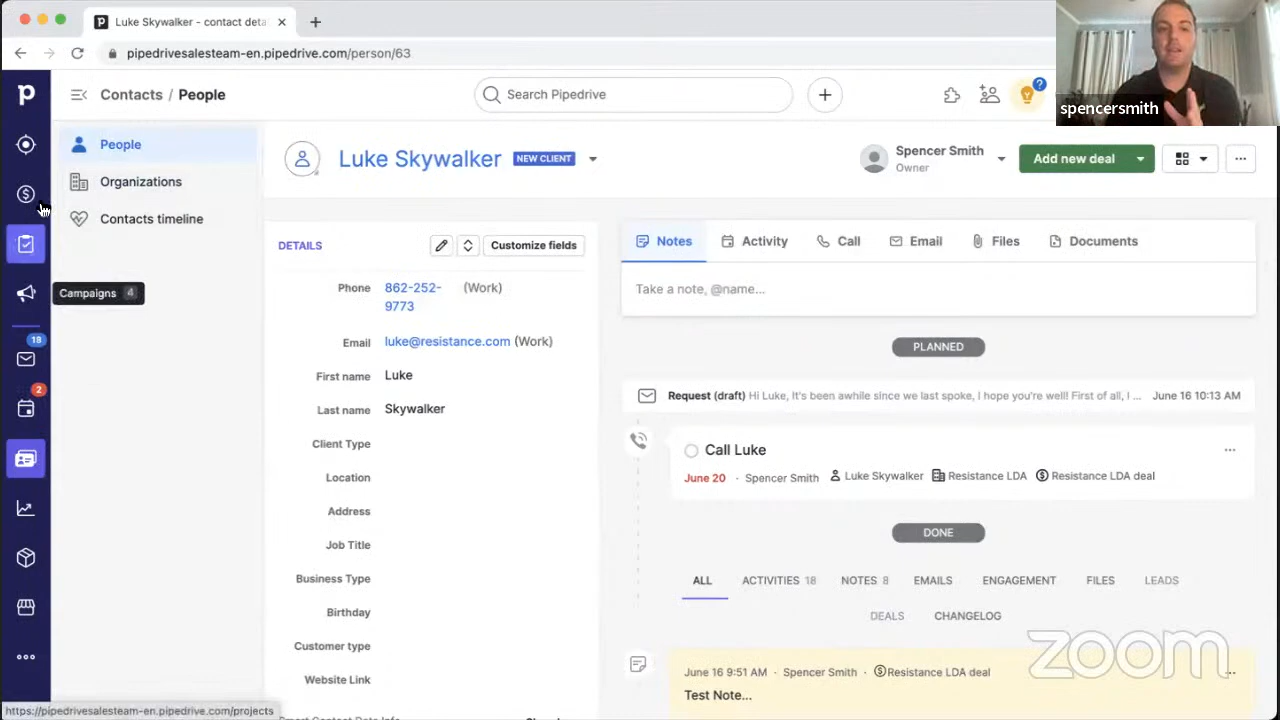 Luke Skywalker - contact deta
pipedrivesalesteam-en.pipedrive.com/person/63
spencersmith
Contacts / People
Search Pipedrive
?
People
Organizations
Contacts timeline
Campaigns 4
18
2
Luke Skywalker NEW CLIENT
Spencer Smith
Owner
Add new deal
DETAILS
Customize fields
Phone 862-252-9773 (Work)
Email luke@resistance.com (Work)
First name Luke
Last name Skywalker
Client Type
Location
Address
Job Title
Business Type
Birthday
Customer type
Website Link
Notes Activity Call Email Files Documents
Take a note, @name...
PLANNED
Request (draft) Hi Luke, It's been awhile since we last spoke, I hope you're well! First of all, I ... June 16 10:13 AM
Call Luke
June 20 · Spencer Smith Luke Skywalker Resistance LDA Resistance LDA deal
DONE
ALL ACTIVITIES 18 NOTES 8 EMAILS ENGAGEMENT FILES LEADS
DEALS CHANGELOG
June 16 9:51 AM · Spencer Smith · Resistance LDA deal
Test Note...
zoom
https://pipedrivesalesteam-en.pipedrive.com/projects